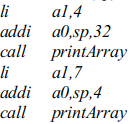 li a1,4
addi a0,sp,32
call printArray
li a1,7
addi a0,sp,4
call printArray